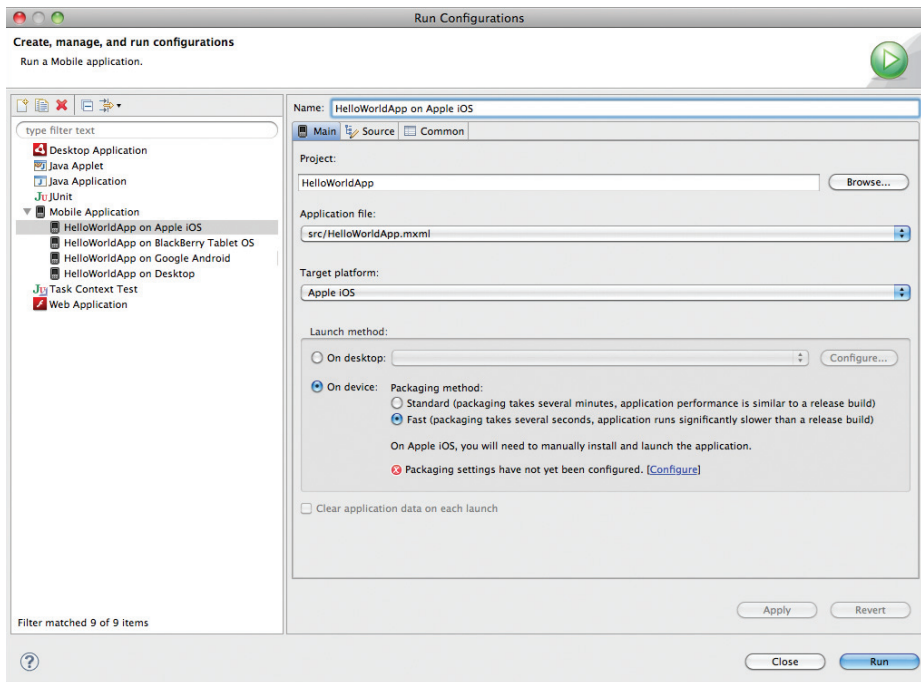 Run Configurations
Create, manage, and run configurations
Run a Mobile application.
type filter text
Desktop Application
Java Applet
Java Application
Ju JUnit
Mobile Application
HelloWorldApp on Apple iOS
HelloWorldApp on BlackBerry Tablet OS
HelloWorldApp on Google Android
HelloWorldApp on Desktop
Ju Task Context Test
Web Application
Filter matched 9 of 9 items
Name: HelloWorldApp on Apple iOS
Main Source Common
Project:
HelloWorldApp Browse...
Application file:
src/HelloWorldApp.mxml
Target platform:
Apple iOS
Launch method:
On desktop: Configure...
On device: Packaging method:
Standard (packaging takes several minutes, application performance is similar to a release build)
Fast (packaging takes several seconds, application runs significantly slower than a release build)
On Apple iOS, you will need to manually install and launch the application.
Packaging settings have not yet been configured. [Configure]
Clear application data on each launch
Apply Revert
? Close Run